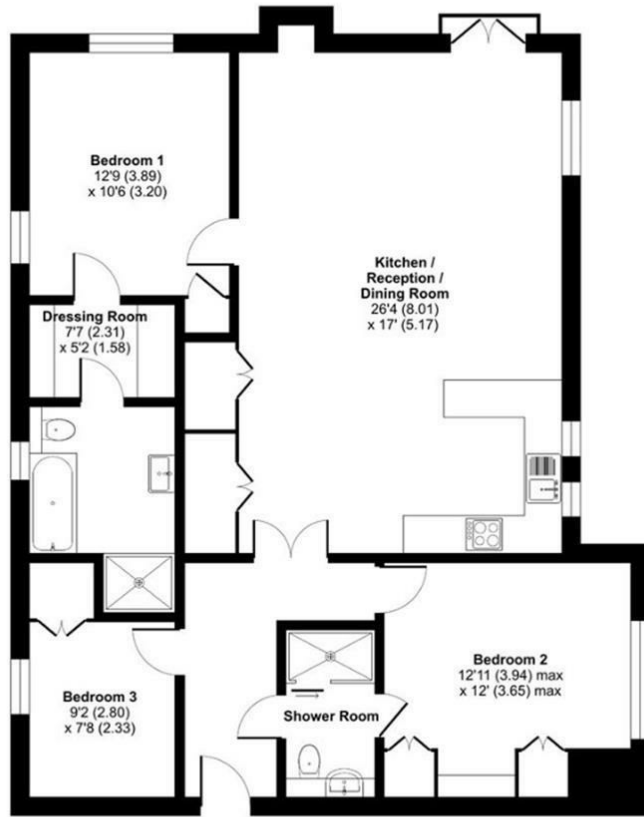 Bedroom 1
12'9 (3.89)
x 10'6 (3.20)
Kitchen /
Reception /
Dining Room
26'4 (8.01)
x 17' (5.17)
Dressing Room
7'7 (2.31)
x 5'2 (1.58)
Bedroom 2
12'11 (3.94) max
x 12' (3.65) max
Shower Room
Bedroom 3
9'2 (2.80)
x 7'8 (2.33)